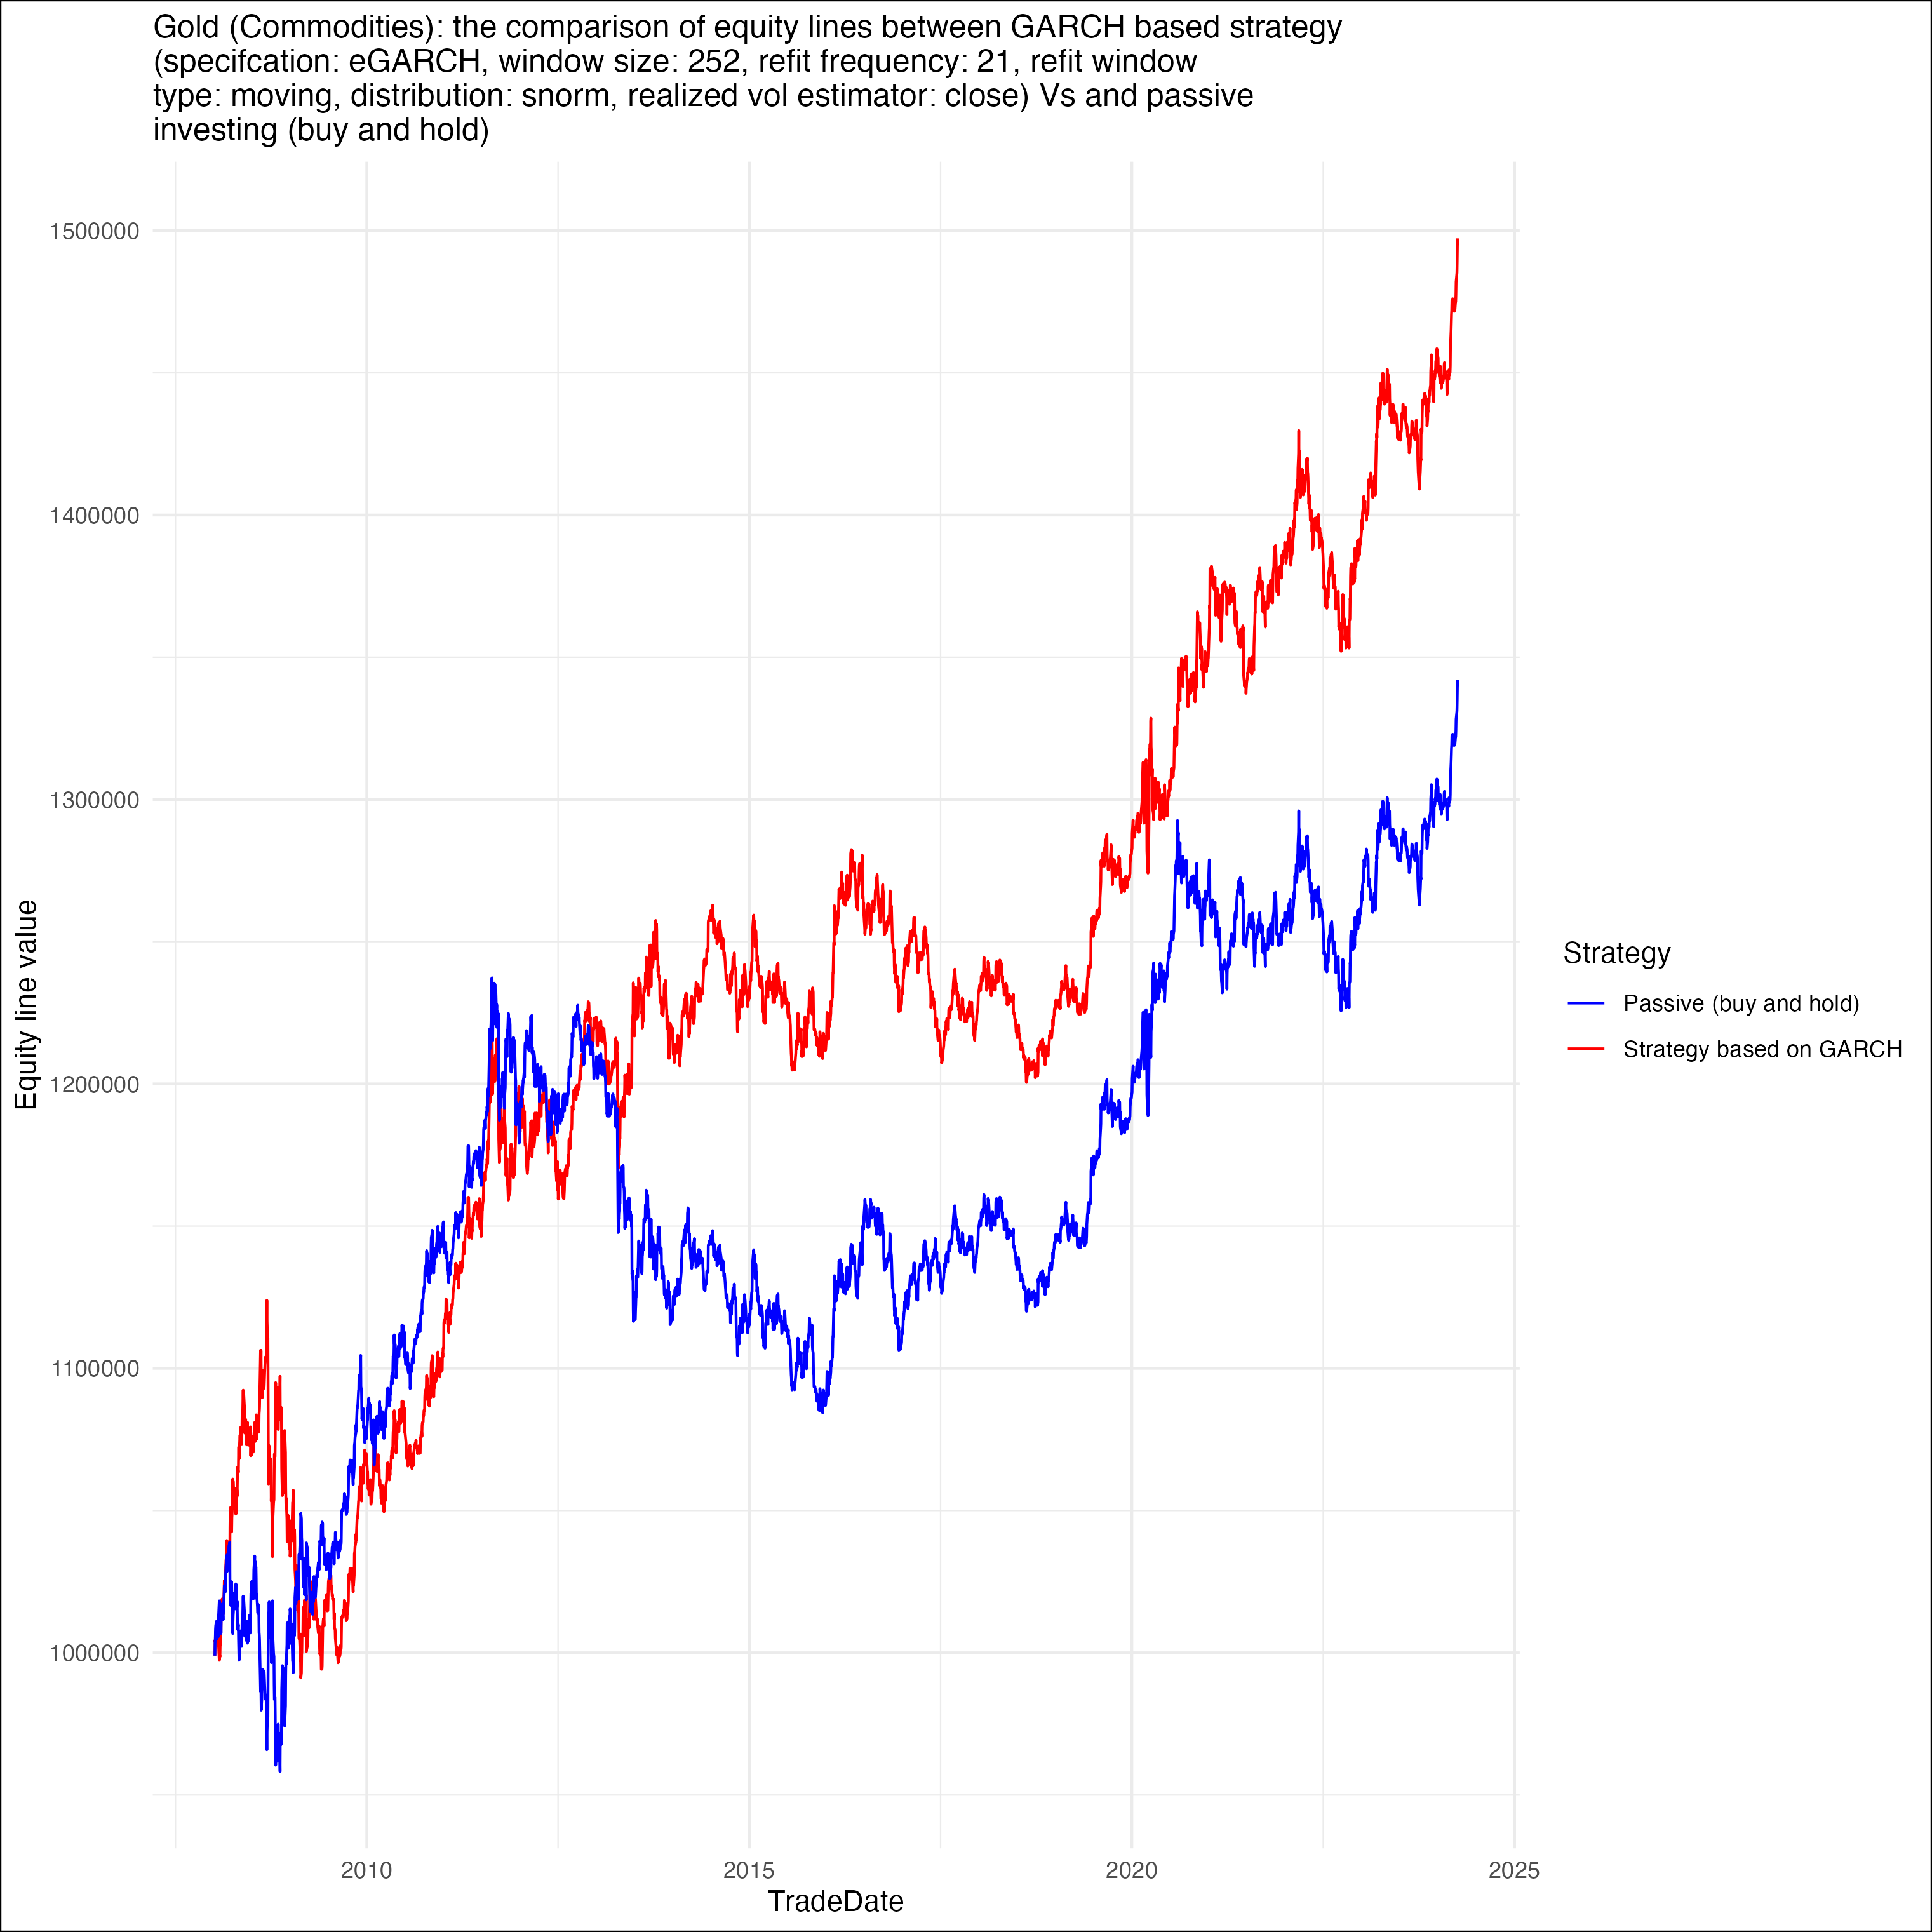 Gold (Commodities): the comparison of equity lines between GARCH based strategy
(specifcation: eGARCH, window size: 252, refit frequency: 21, refit window
type: moving, distribution: snorm, realized vol estimator: close) Vs and passive
investing (buy and hold)
1500000
1400000
1300000
1200000
1100000
1000000
Equity line value
2010
2015
2020
2025
TradeDate
Strategy
Passive (buy and hold)
Strategy based on GARCH